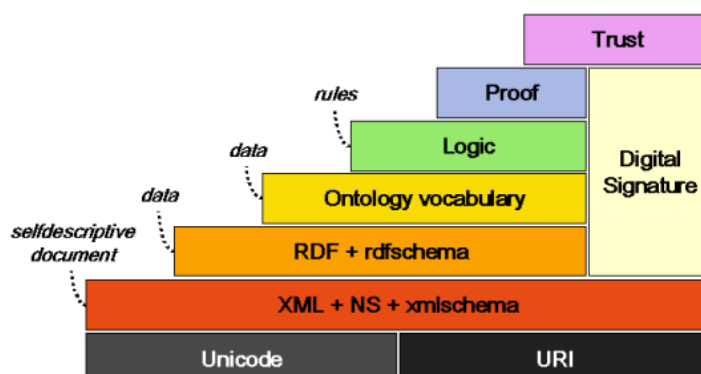 Trust
rules
Proof
data
Logic
Digital
Signature
data
Ontology vocabulary
selfdescriptive
document
RDF + rdfschema
XML + NS + xmlschema
Unicode
URI